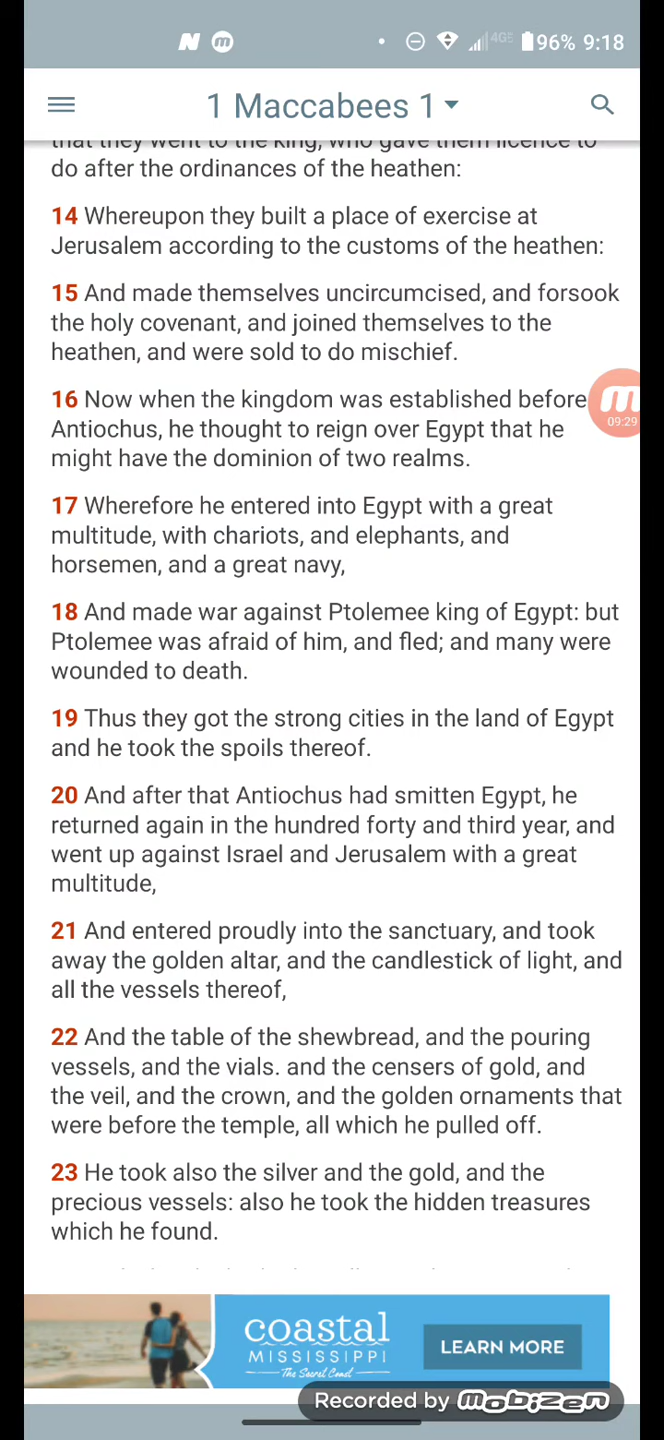 96% 9:18
1 Maccabees 1
that they went to the king, who gave them licence to
do after the ordinances of the heathen:
14 Whereupon they built a place of exercise at
Jerusalem according to the customs of the heathen:
15 And made themselves uncircumcised, and forsook
the holy covenant, and joined themselves to the
heathen, and were sold to do mischief.
16 Now when the kingdom was established before
Antiochus, he thought to reign over Egypt that he
might have the dominion of two realms.
09:29
17 Wherefore he entered into Egypt with a great
multitude, with chariots, and elephants, and
horsemen, and a great navy,
18 And made war against Ptolemee king of Egypt: but
Ptolemee was afraid of him, and fled; and many were
wounded to death.
19 Thus they got the strong cities in the land of Egypt
and he took the spoils thereof.
20 And after that Antiochus had smitten Egypt, he
returned again in the hundred forty and third year, and
went up against Israel and Jerusalem with a great
multitude,
21 And entered proudly into the sanctuary, and took
away the golden altar, and the candlestick of light, and
all the vessels thereof,
22 And the table of the shewbread, and the pouring
vessels, and the vials. and the censers of gold, and
the veil, and the crown, and the golden ornaments that
were before the temple, all which he pulled off.
23 He took also the silver and the gold, and the
precious vessels: also he took the hidden treasures
which he found.
coastal
MISSISSIPPI
The Secret Coast
LEARN MORE
Recorded by mobizen